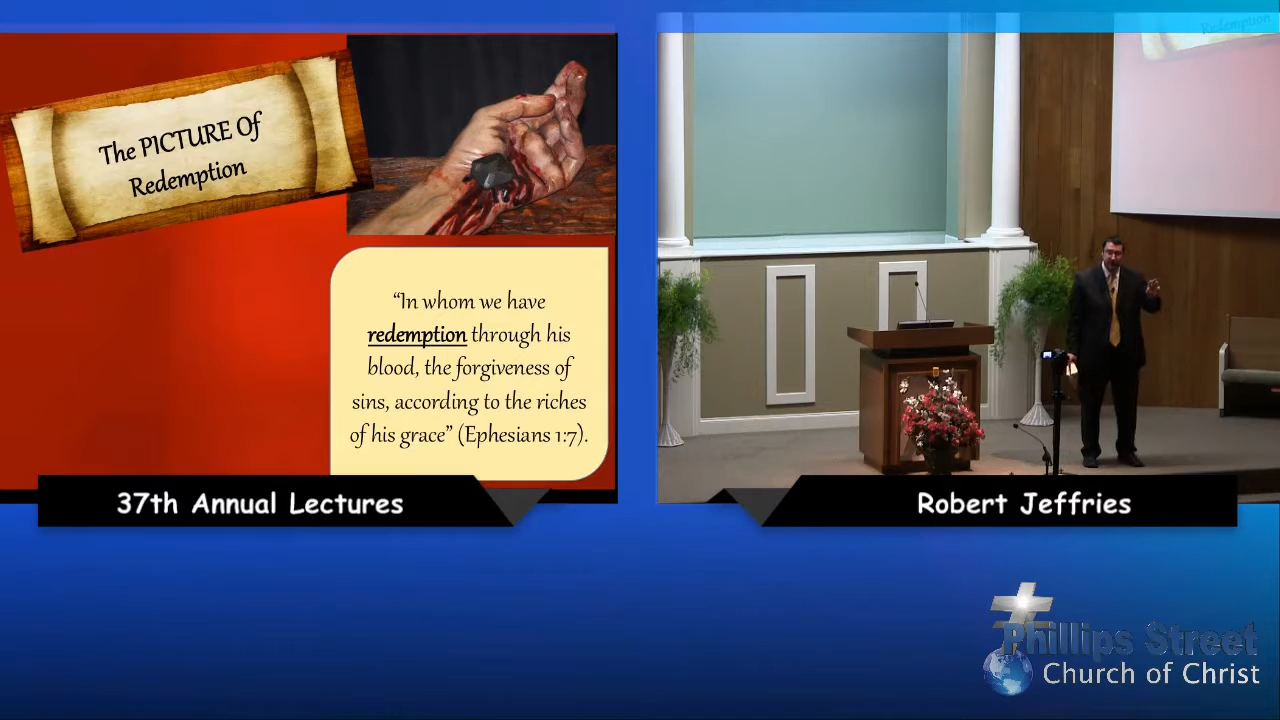 The PICTURE Of
Redemption
“In whom we have
redemption through his
blood, the forgiveness of
sins, according to the riches
of his grace” (Ephesians 1:7).
37th Annual Lectures
Redemption
Robert Jeffries
Phillips Street
Church of Christ